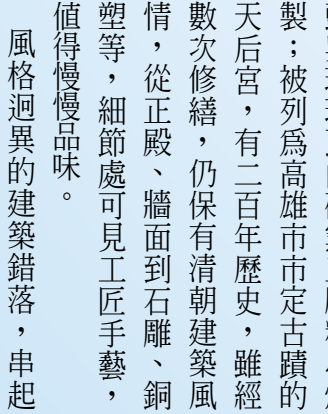 製；被列爲高雄市市定古蹟的
天后宮，有二百年歷史，雖經
數次修繕，仍保有清朝建築風
情，從正殿、牆面到石雕、銅
塑等，細節處可見工匠手藝，
值得慢慢品味。
風格迥異的建築錯落，串起